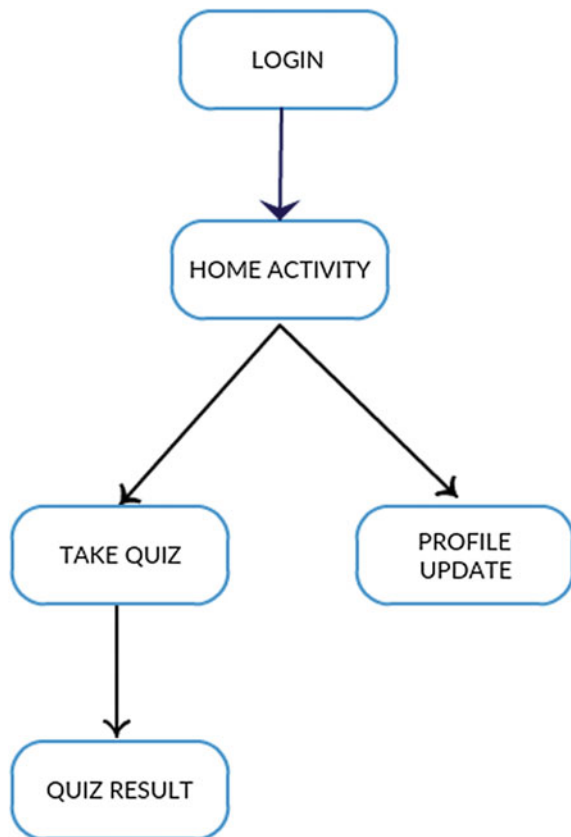 LOGIN
HOME ACTIVITY
TAKE QUIZ
PROFILE
UPDATE
QUIZ RESULT